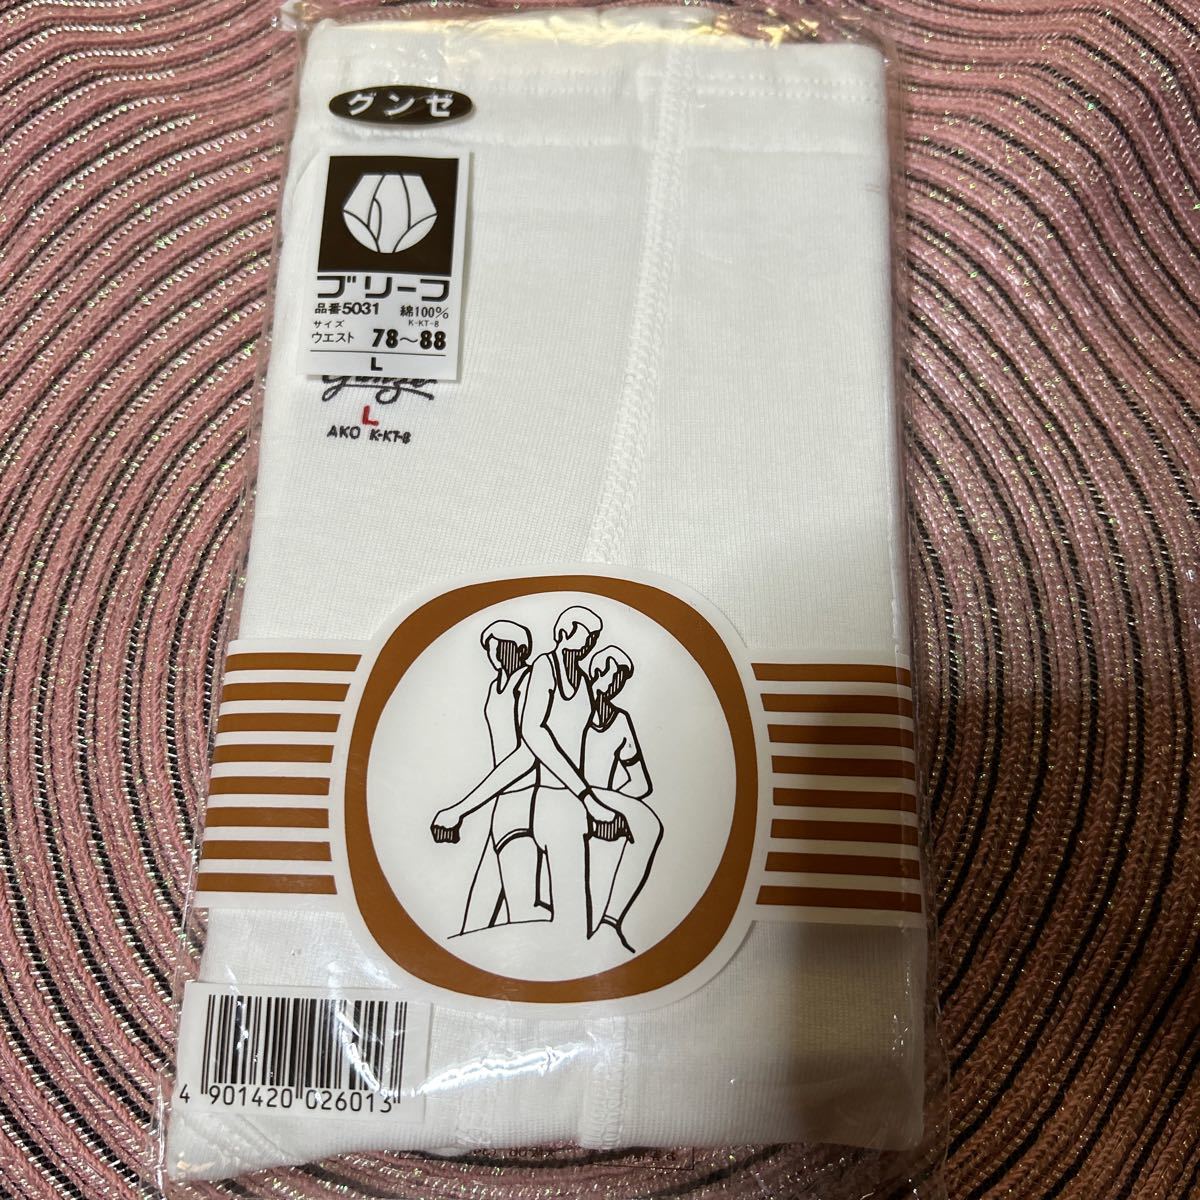 グンゼ
ブリーフ
品番5031 綿100%
K-KT-8
サイズ
ウエスト 78～88
L
Gunze
L
AKO K-KT-8
4 901420 026013